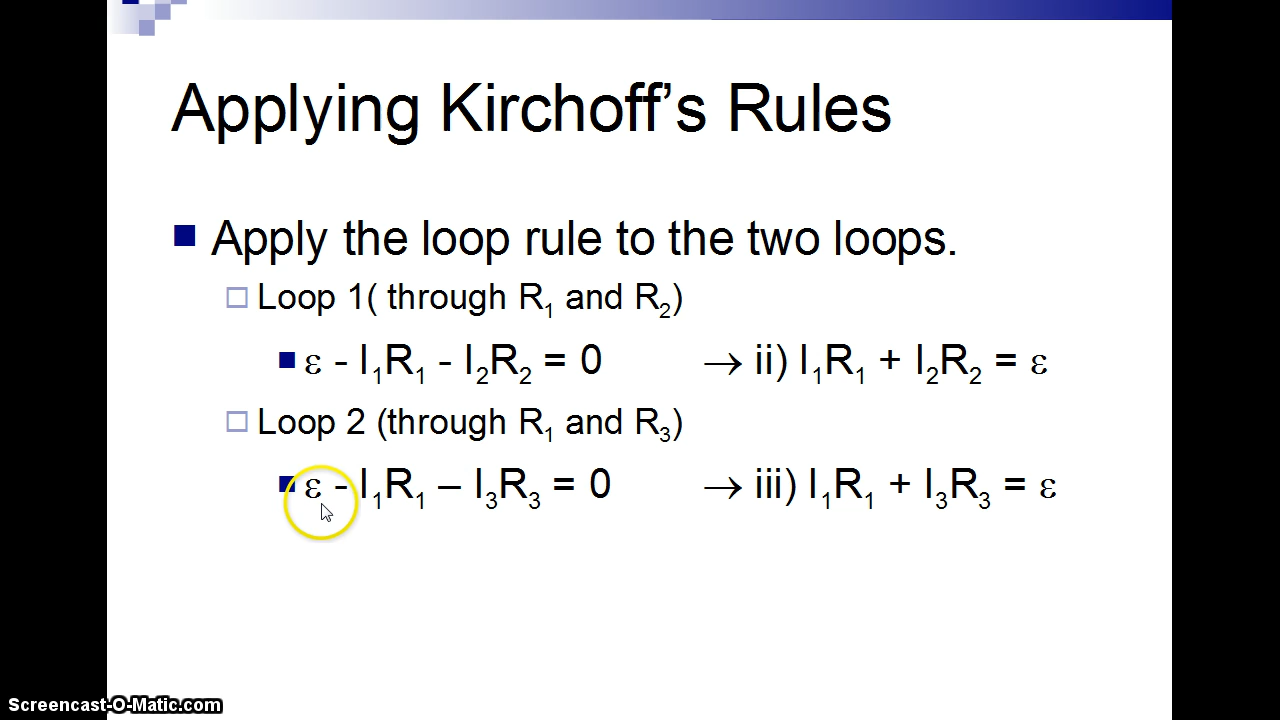 Applying Kirchoff’s Rules
Apply the loop rule to the two loops.
Loop 1( through R₁ and R₂)
ε - I₁R₁ - I₂R₂ = 0 → ii) I₁R₁ + I₂R₂ = ε
Loop 2 (through R₁ and R₃)
ε - I₁R₁ – I₃R₃ = 0 → iii) I₁R₁ + I₃R₃ = ε
Screencast-O-Matic.com